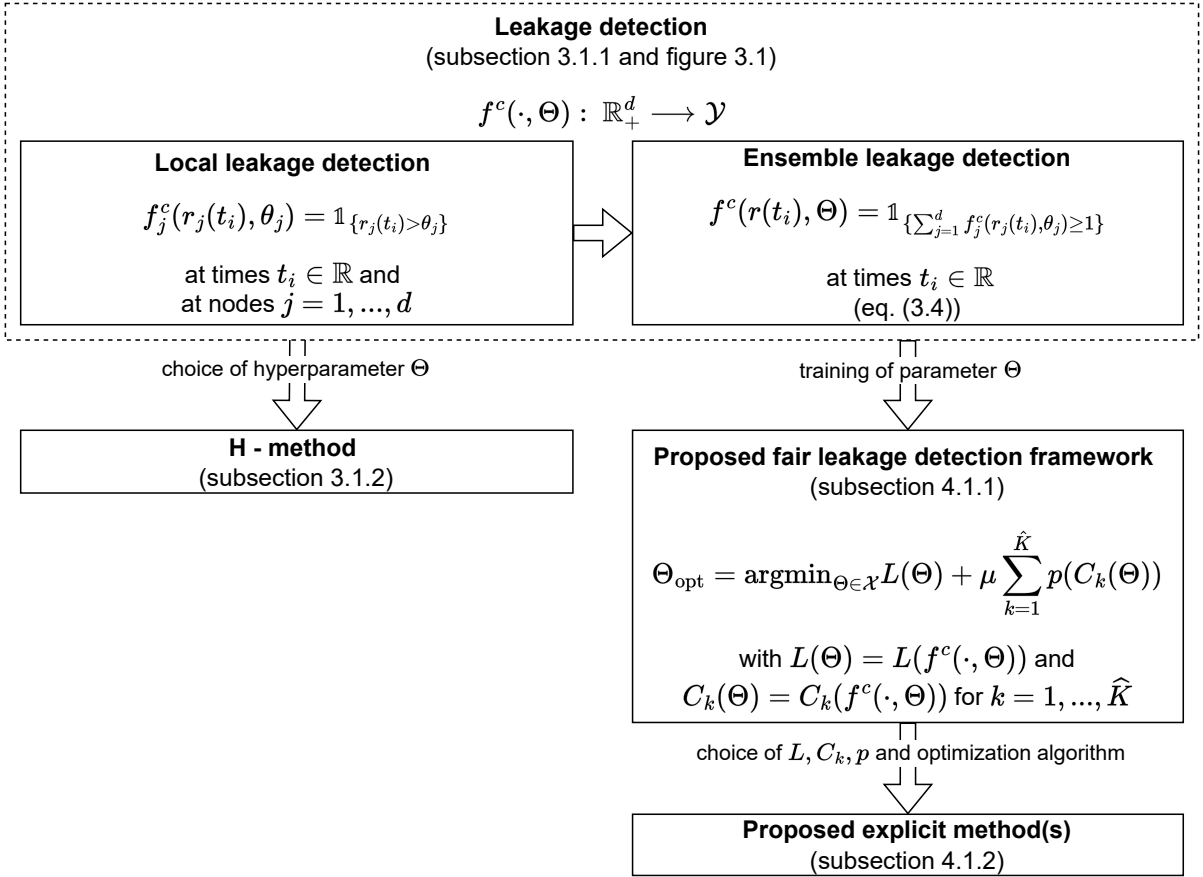 Leakage detection
(subsection 3.1.1 and figure 3.1)
f^c(·, Θ) : ℝ^d_+ ⟶ 𝒴
Local leakage detection
f^c_j(r_j(t_i), θ_j) = 𝟙_{{r_j(t_i)>θ_j}}
at times t_i ∈ ℝ and
at nodes j = 1, ..., d
Ensemble leakage detection
f^c(r(t_i), Θ) = 𝟙_{{∑^d_{j=1} f^c_j(r_j(t_i),θ_j)≥1}}
at times t_i ∈ ℝ
(eq. (3.4))
choice of hyperparameter Θ
training of parameter Θ
H - method
(subsection 3.1.2)
Proposed fair leakage detection framework
(subsection 4.1.1)
Θ_opt = argmin_{Θ∈𝒳} L(Θ) + μ ∑_{k=1}^{K̂} p(C_k(Θ))
with L(Θ) = L(f^c(·, Θ)) and
C_k(Θ) = C_k(f^c(·, Θ)) for k = 1, ..., K̂
choice of L, C_k, p and optimization algorithm
Proposed explicit method(s)
(subsection 4.1.2)